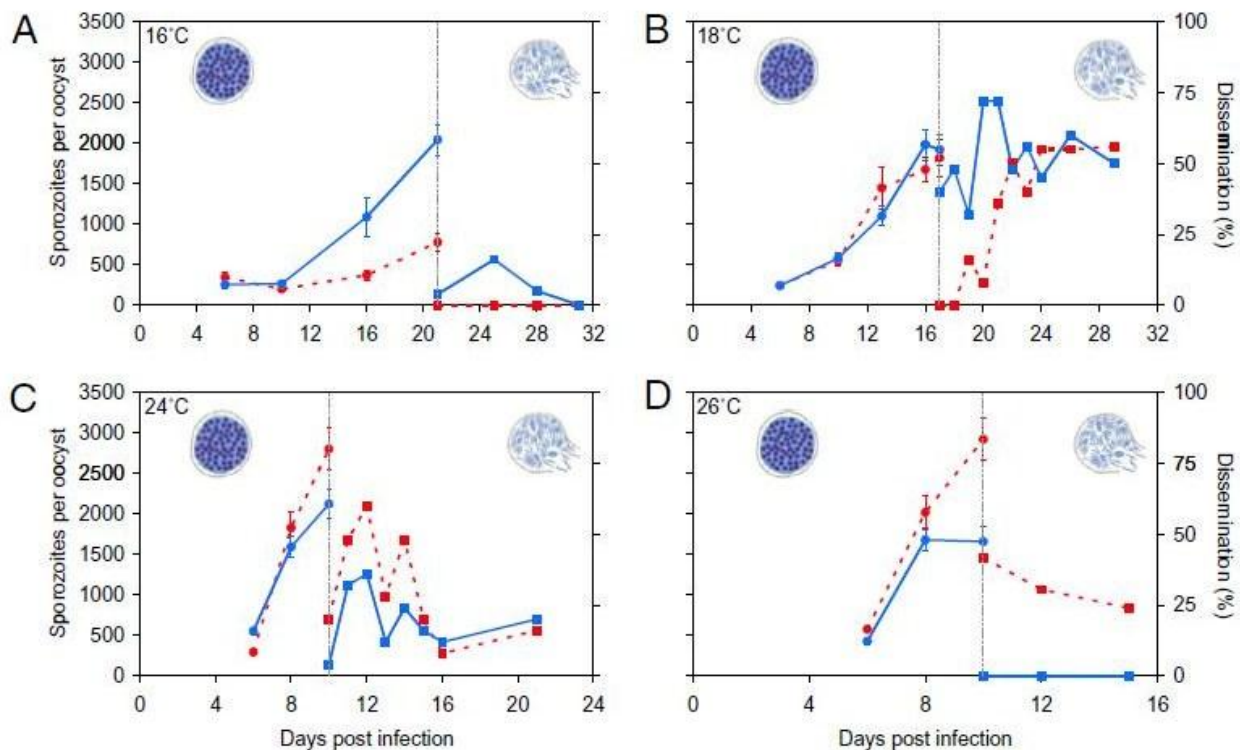 A
16˚C
Sporozoites per oocyst
3500
3000
2500
2000
1500
1000
500
0
0 4 8 12 16 20 24 28 32
B
18˚C
100
75
50
25
0
Dissemination (%)
0 4 8 12 16 20 24 28 32
C
24˚C
Sporozoites per oocyst
3500
3000
2500
2000
1500
1000
500
0
0 4 8 12 16 20 24
Days post infection
D
26˚C
100
75
50
25
0
Dissemination (%)
0 4 8 12 16
Days post infection